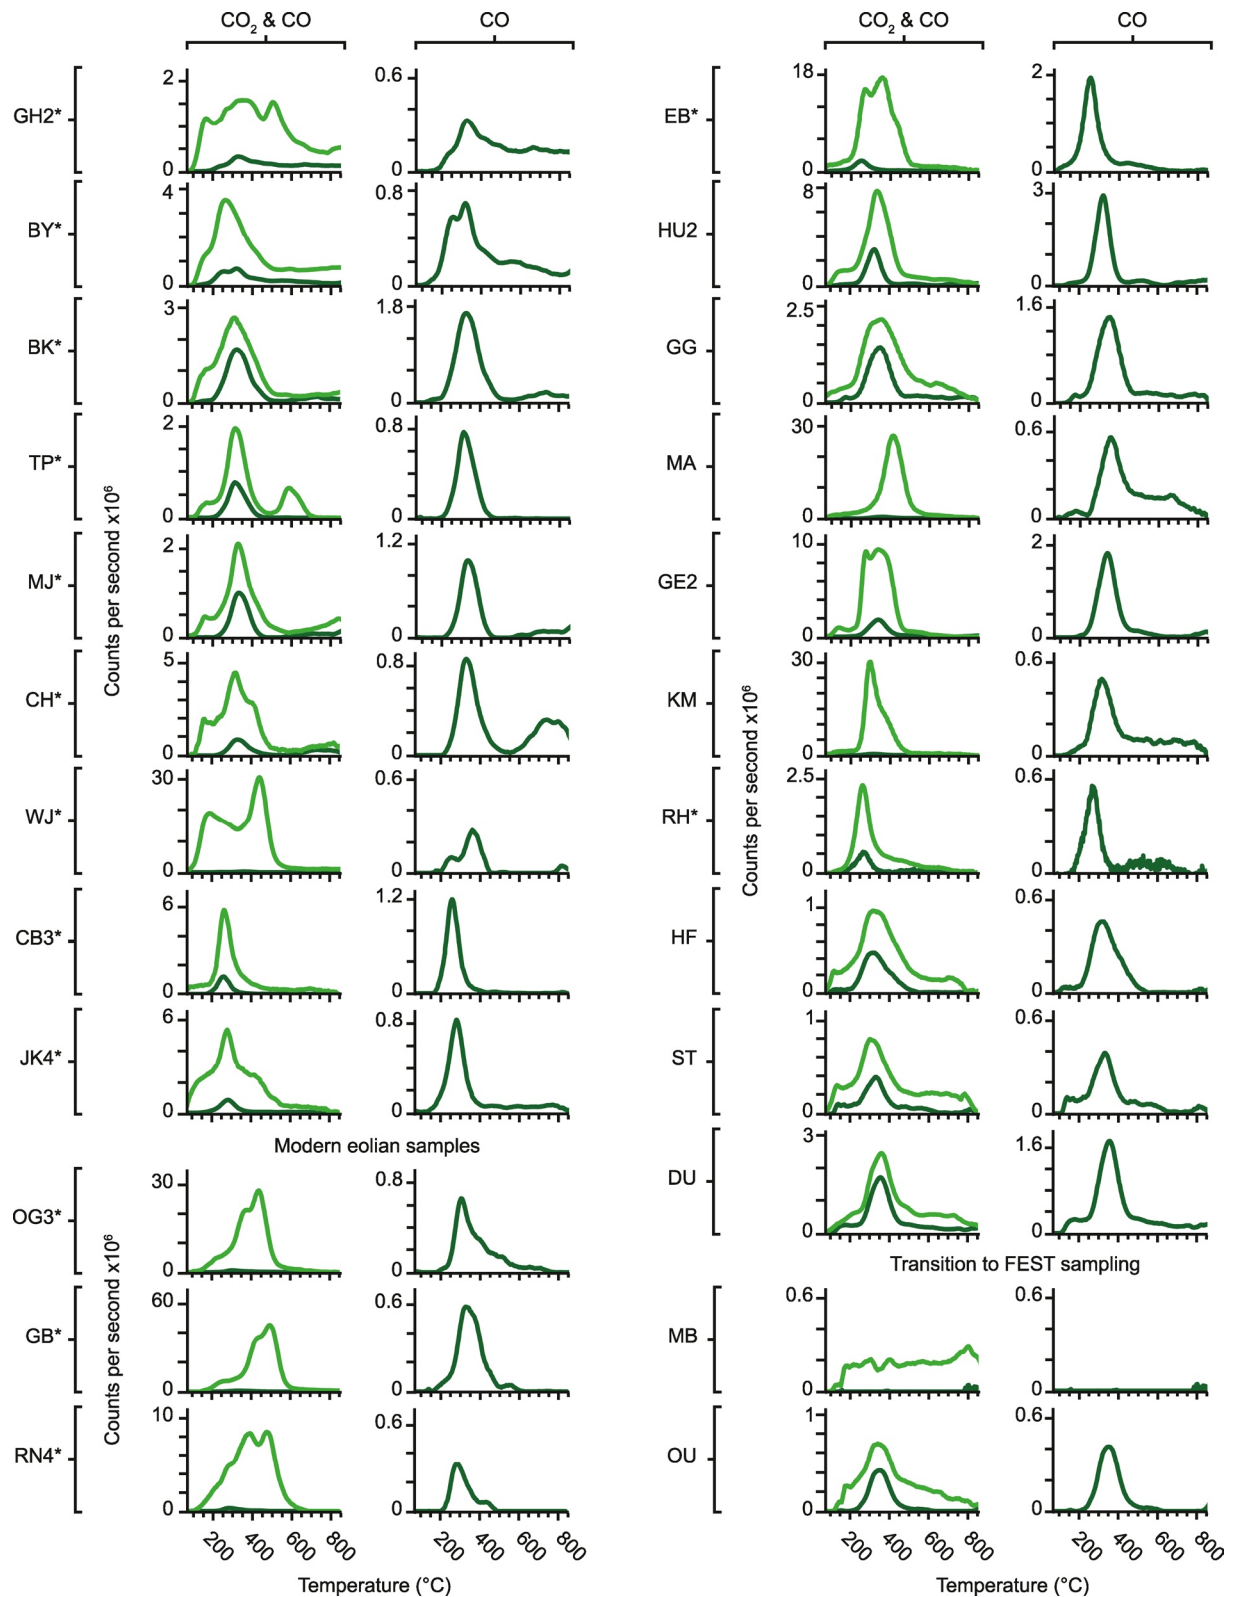 CO2 & CO
CO
CO2 & CO
CO
GH2*
2
0
0.6
0
BY*
4
0
0.8
0
BK*
3
0
1.8
0
TP*
2
0
0.8
0
MJ*
2
0
1.2
0
CH*
5
0
0.8
0
WJ*
30
0
0.6
0
CB3*
6
0
1.2
0
JK4*
6
0
0.8
0
Counts per second x10⁶
Modern eolian samples
OG3*
30
0
0.8
0
GB*
60
0
0.6
0
RN4*
10
0
0.6
0
Counts per second x10⁶
200 400 600 800
200 400 600 800
Temperature (°C)
EB*
18
0
2
0
HU2
8
0
3
0
GG
2.5
0
1.6
0
MA
30
0
0.6
0
GE2
10
0
2
0
KM
30
0
0.6
0
RH*
2.5
0
0.6
0
HF
1
0
0.6
0
ST
1
0
0.6
0
DU
3
0
1.6
0
Counts per second x10⁶
Transition to FEST sampling
MB
0.6
0
0.6
0
OU
1
0
0.6
0
200 400 600 800
200 400 600 800
Temperature (°C)